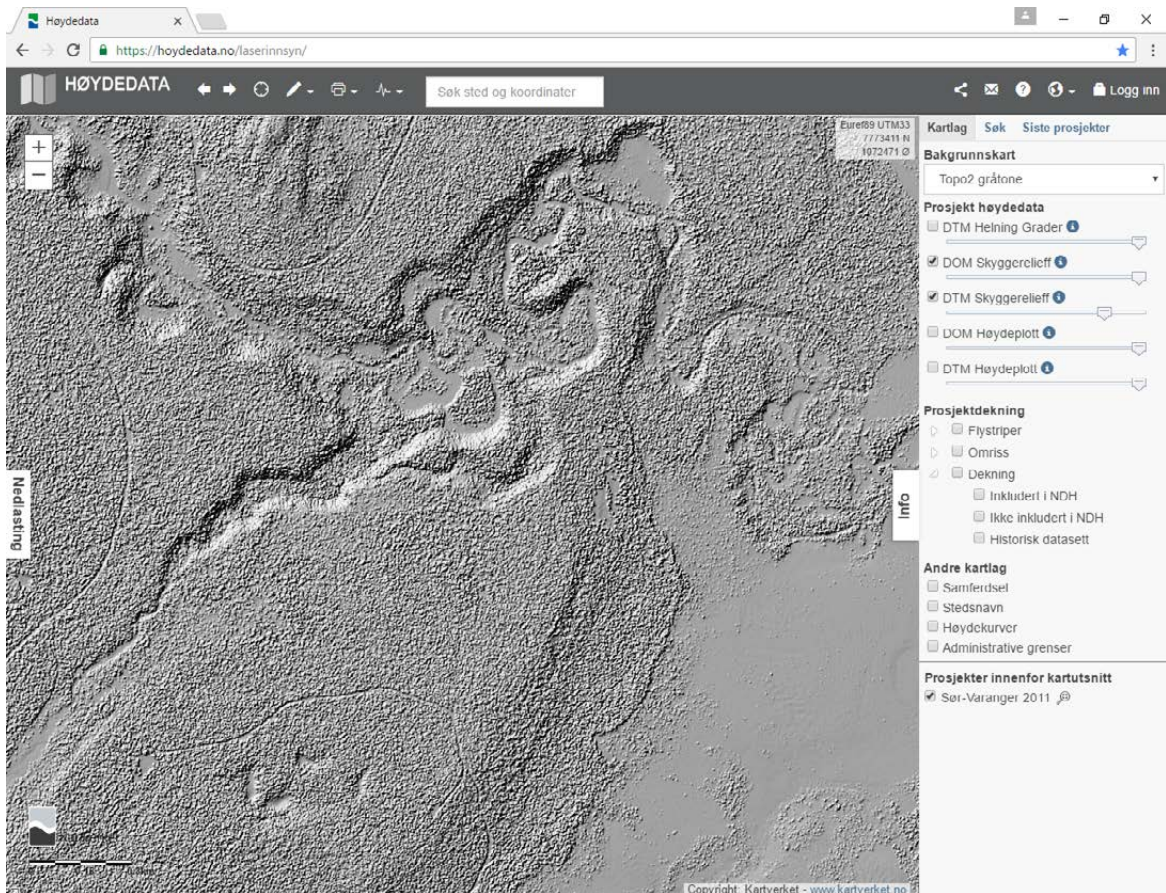 Høydedata
https://hoydedata.no/laserinnsyn/
HØYDEDATA
Søk sted og koordinater
Logg inn
Euref89 UTM33
7773411 N
1072471 Ø
Kartlag Søk Siste prosjekter
Bakgrunnskart
Topo2 gråtone
Prosjekt høydedata
DTM Helning Grader
DOM Skyggerelieff
DTM Skyggerelieff
DOM Høydeplott
DTM Høydeplott
Prosjektdekning
Flystriper
Omriss
Dekning
Inkludert i NDH
Ikke inkludert i NDH
Historisk datasett
Andre kartlag
Samferdsel
Stedsnavn
Høydekurver
Administrative grenser
Prosjekter innenfor kartutsnitt
Sør-Varanger 2011
Nedlasting
Info
Copyright: Kartverket - www.kartverket.no